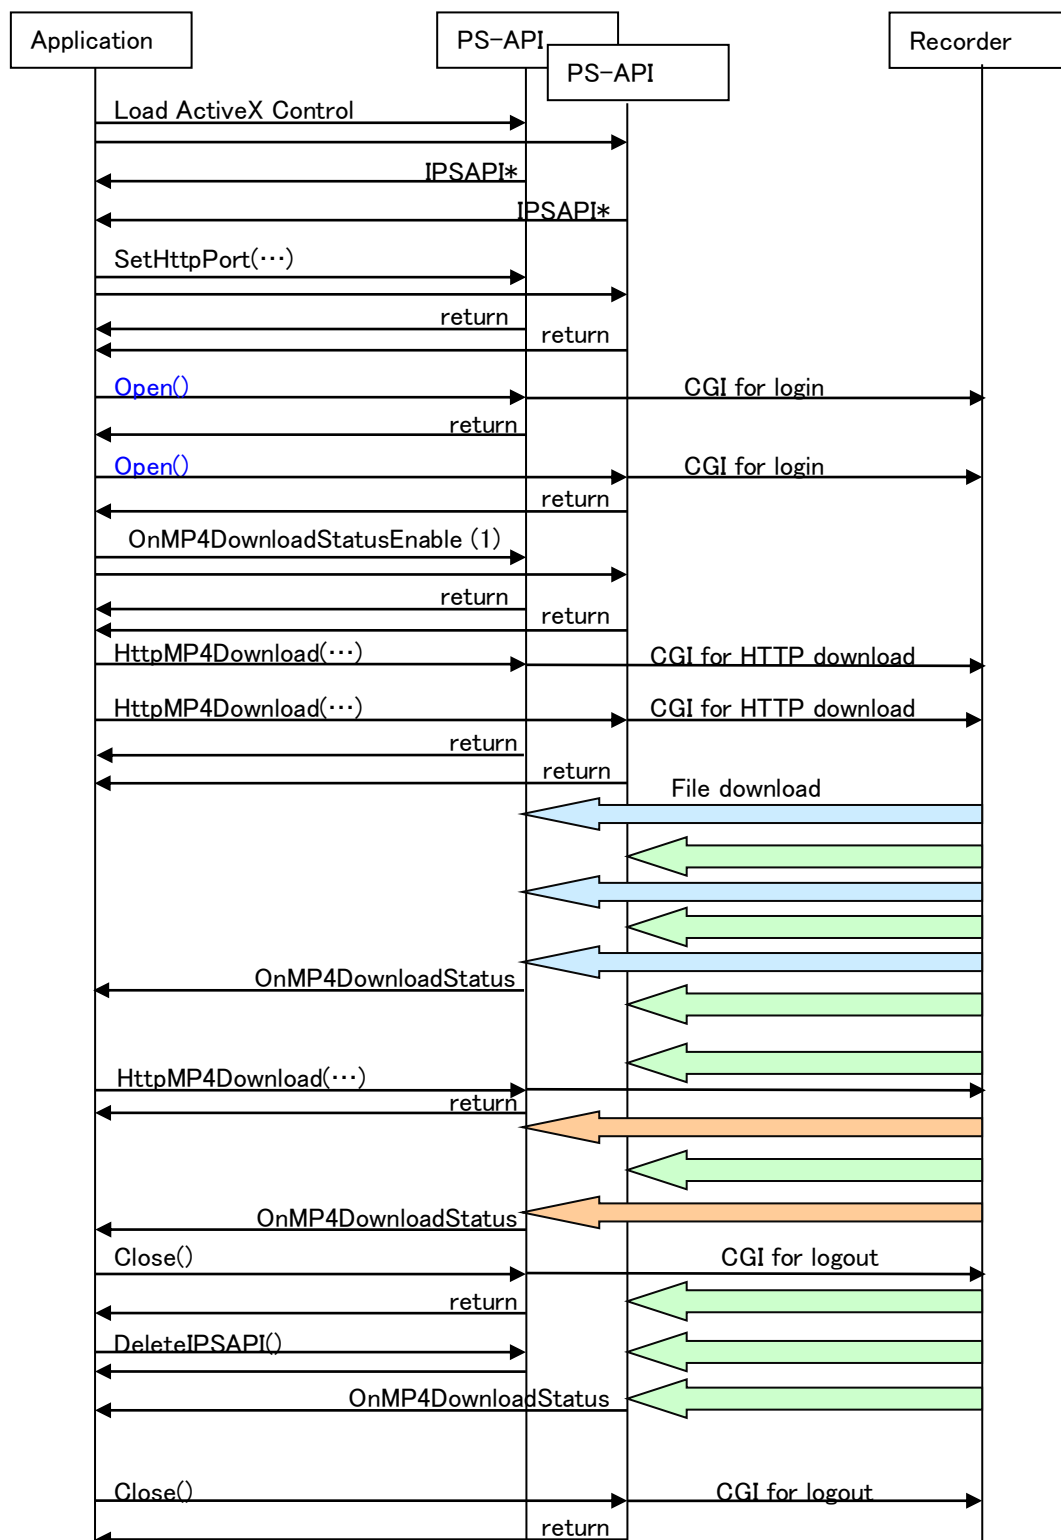 Application
PS-API
PS-API
Recorder
Load ActiveX Control
IPSAPI*
IPSAPI*
SetHttpPort(･･･)
return
return
Open()
CGI for login
return
Open()
CGI for login
return
OnMP4DownloadStatusEnable (1)
return
return
HttpMP4Download(･･･)
CGI for HTTP download
HttpMP4Download(･･･)
CGI for HTTP download
return
return
File download
OnMP4DownloadStatus
HttpMP4Download(･･･)
return
OnMP4DownloadStatus
Close()
CGI for logout
return
DeleteIPSAPI()
OnMP4DownloadStatus
Close()
CGI for logout
return